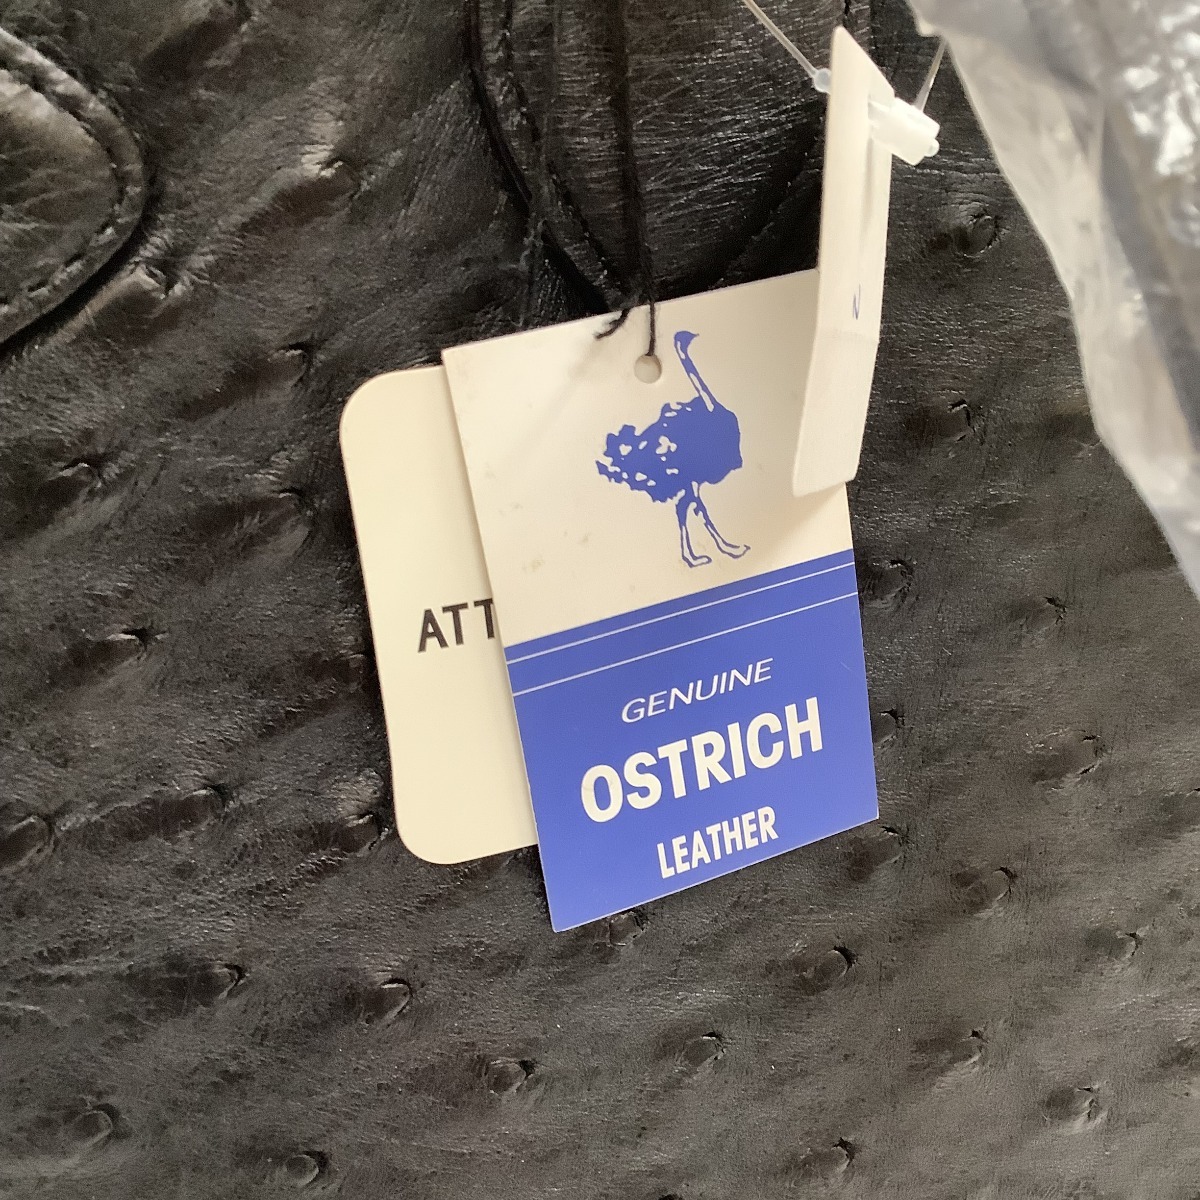 ATT
GENUINE
OSTRICH
LEATHER